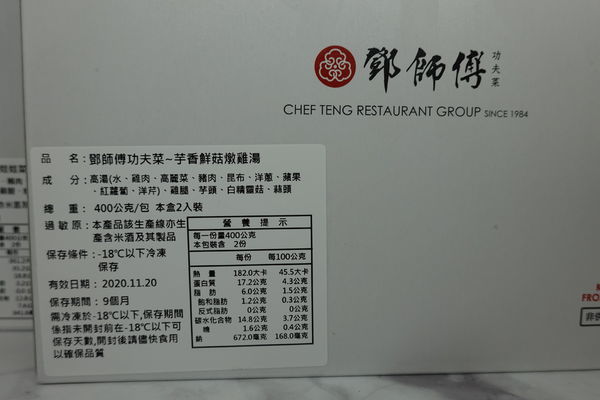 鄧師傅 功夫菜
CHEF TENG RESTAURANT GROUP SINCE 1984
品　名：鄧師傅功夫菜~芋香鮮菇燉雞湯
成　分：高湯(水、雞肉、高麗菜、豬肉、昆布、洋蔥、蘋果
、紅蘿蔔、洋芹)、雞腿、芋頭、白精靈菇、蒜頭
總　重：400公克/包 本盒2入裝
過敏原：本產品該生產線亦生
產含米酒及其製品
保存條件：-18℃以下冷凍
保存
有效日期：2020.11.20
保存期間：9個月
需冷凍於-18℃以下,保存期間
係指未開封前在-18℃以下可
保存天數,開封後請儘快食用
以確保品質
營養提示
每一份量400公克
本包裝含 2份
每份 每100公克
熱量 182.0大卡 45.5大卡
蛋白質 17.2公克 4.3公克
脂肪 6.0公克 1.5公克
飽和脂肪 1.2公克 0.3公克
反式脂肪 0公克 0公克
碳水化合物 14.8公克 3.7公克
糖 1.6公克 0.4公克
鈉 672.0毫克 168.0毫克
FRO